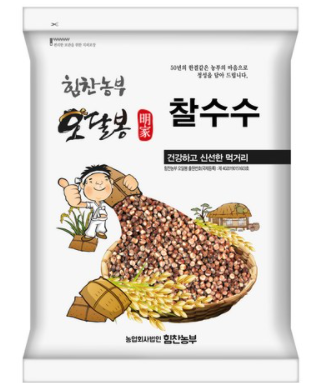 50년의 한결같은 농부의 마음으로
정성을 담아 드립니다.
힘찬농부
오달봉
明家
찰수수
건강하고 신선한 먹거리
농업회사법인 힘찬농부